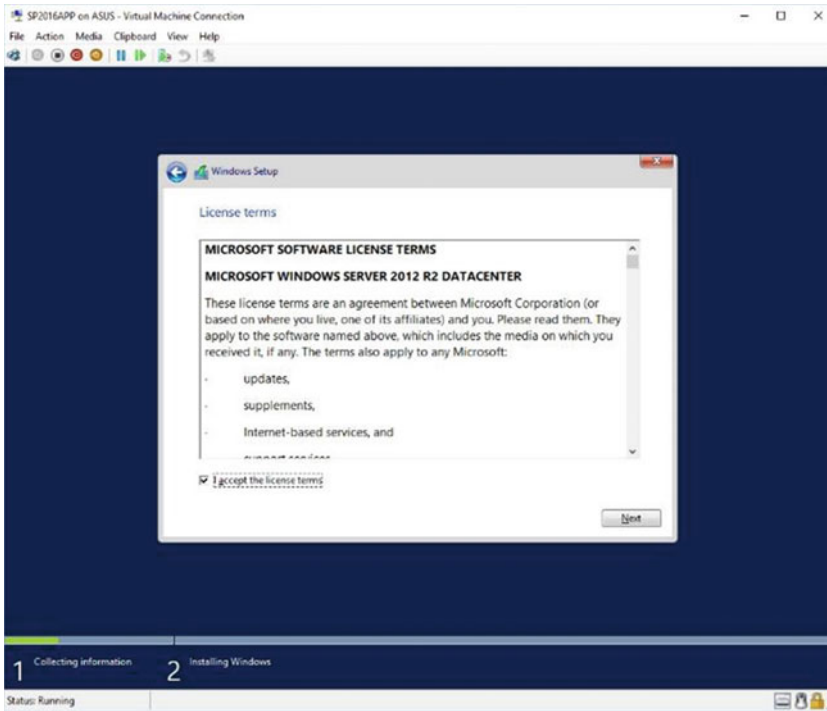 SP2016APP on ASUS - Virtual Machine Connection
File Action Media Clipboard View Help
Windows Setup
License terms
MICROSOFT SOFTWARE LICENSE TERMS
MICROSOFT WINDOWS SERVER 2012 R2 DATACENTER
These license terms are an agreement between Microsoft Corporation (or
based on where you live, one of its affiliates) and you. Please read them. They
apply to the software named above, which includes the media on which you
received it, if any. The terms also apply to any Microsoft:
· updates,
· supplements,
· Internet-based services, and
support services
I accept the license terms
Next
1 Collecting information 2 Installing Windows
Status: Running